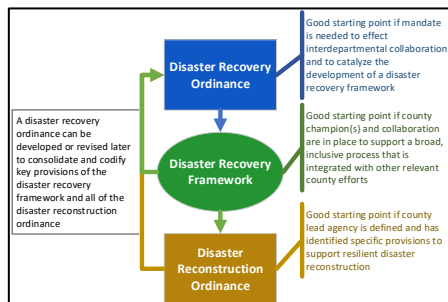 Disaster Recovery
Ordinance
Good starting point if mandate
is needed to effect
interdepartmental collaboration
and to catalyze the
development of a disaster
recovery framework
A disaster recovery
ordinance can be
developed or revised later
to consolidate and codify
key provisions of the
disaster recovery
framework and all of the
disaster reconstruction
ordinance
Disaster Recovery
Framework
Good starting point if county
champion(s) and collaboration
are in place to support a broad,
inclusive process that is
integrated with other relevant
county efforts
Disaster
Reconstruction
Ordinance
Good starting point if county
lead agency is defined and has
identified specific provisions to
support resilient disaster
reconstruction